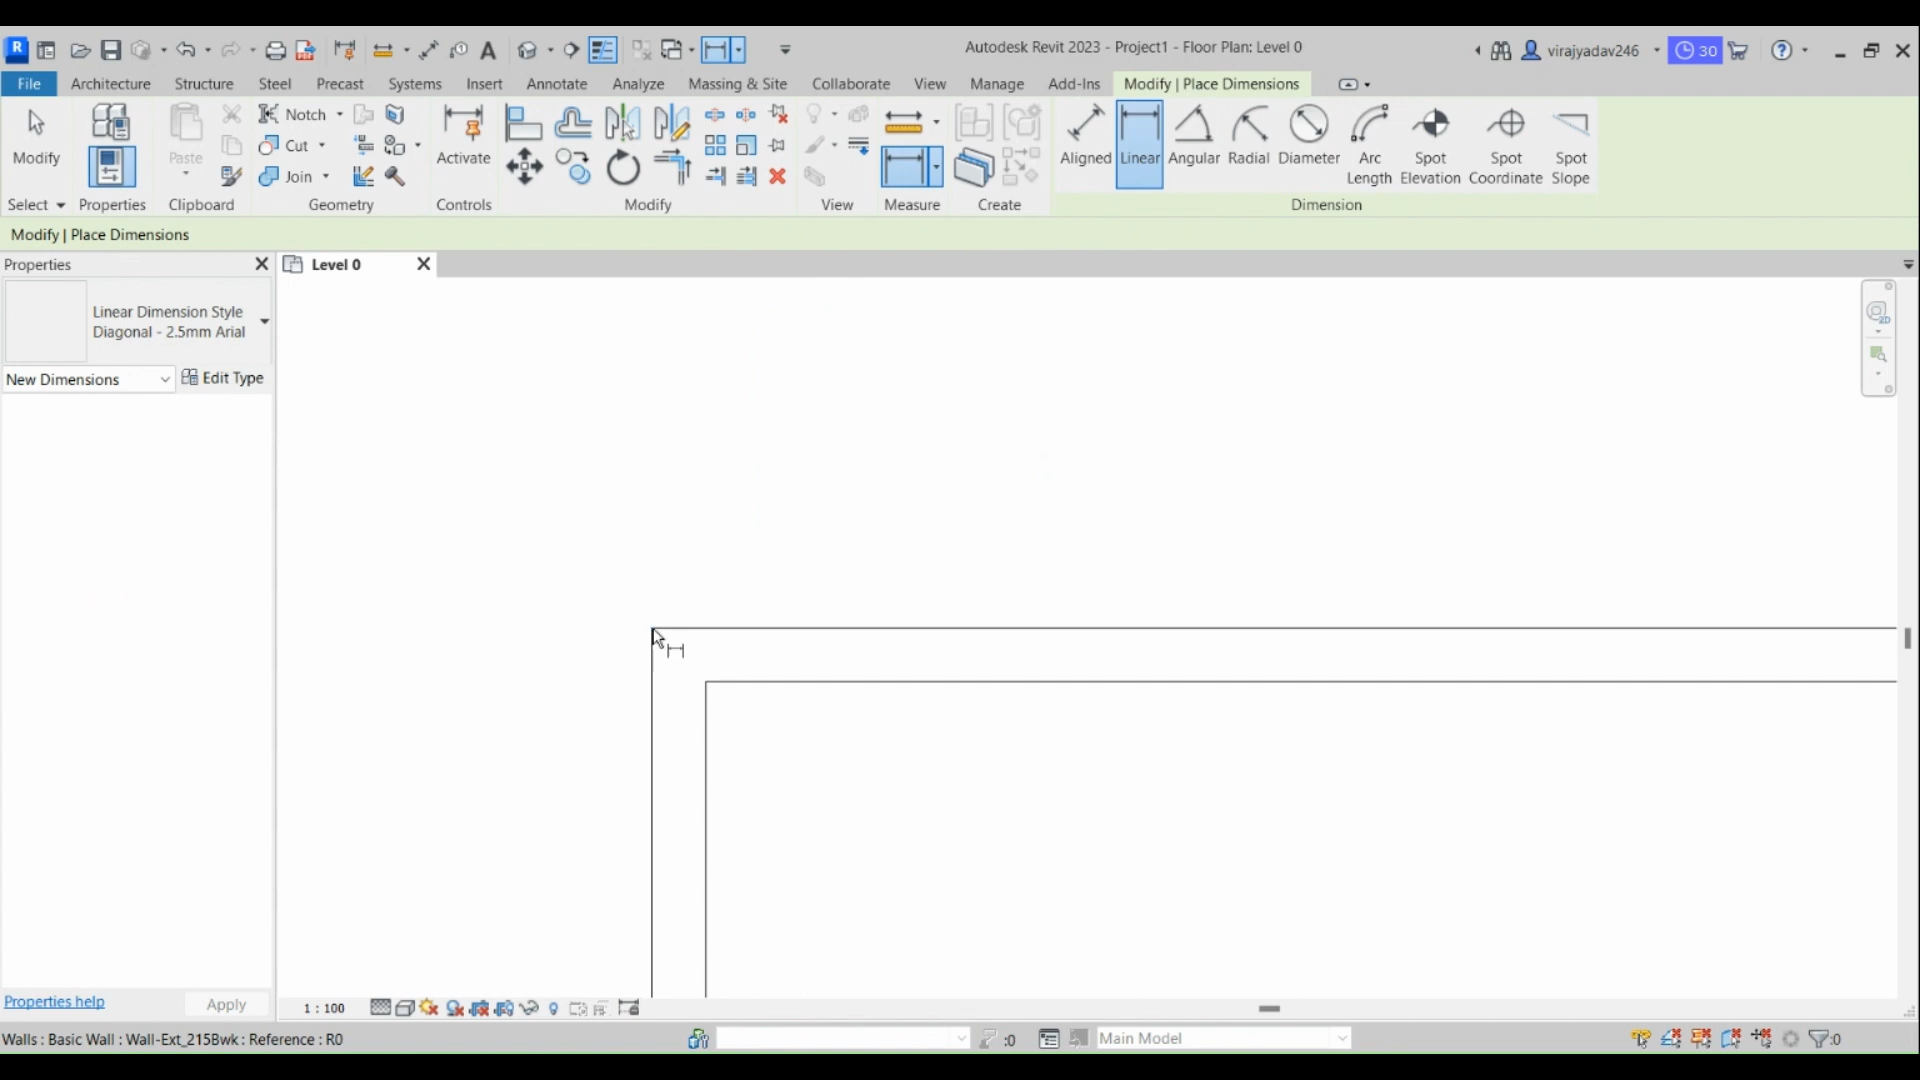 R
Autodesk Revit 2023 - Project1 - Floor Plan: Level 0
virajyadav246
30
File Architecture Structure Steel Precast Systems Insert Annotate Analyze Massing & Site Collaborate View Manage Add-Ins Modify | Place Dimensions
Modify
Paste
Notch
Cut
Join
Activate
Aligned Linear Angular Radial Diameter Arc Length Spot Elevation Spot Coordinate Spot Slope
Select Properties Clipboard Geometry Controls Modify View Measure Create Dimension
Modify | Place Dimensions
Properties
Level 0
Linear Dimension Style
Diagonal - 2.5mm Arial
New Dimensions
Edit Type
2D
Properties help
Apply
1 : 100
Walls : Basic Wall : Wall-Ext_215Bwk : Reference : R0
:0
Main Model
:0